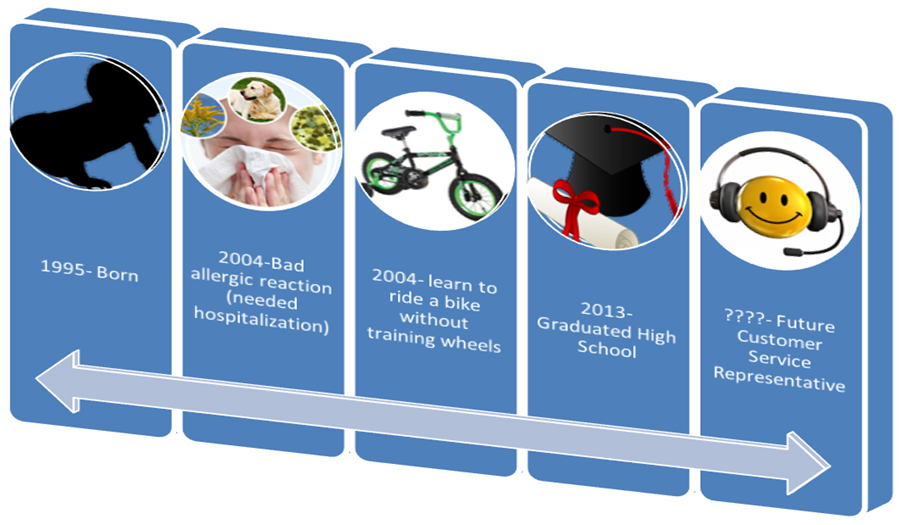 1995- Born
2004-Bad
allergic reaction
(needed
hospitalization)
2004- learn to
ride a bike
without
training wheels
2013-
Graduated High
School
????- Future
Customer
Service
Representative